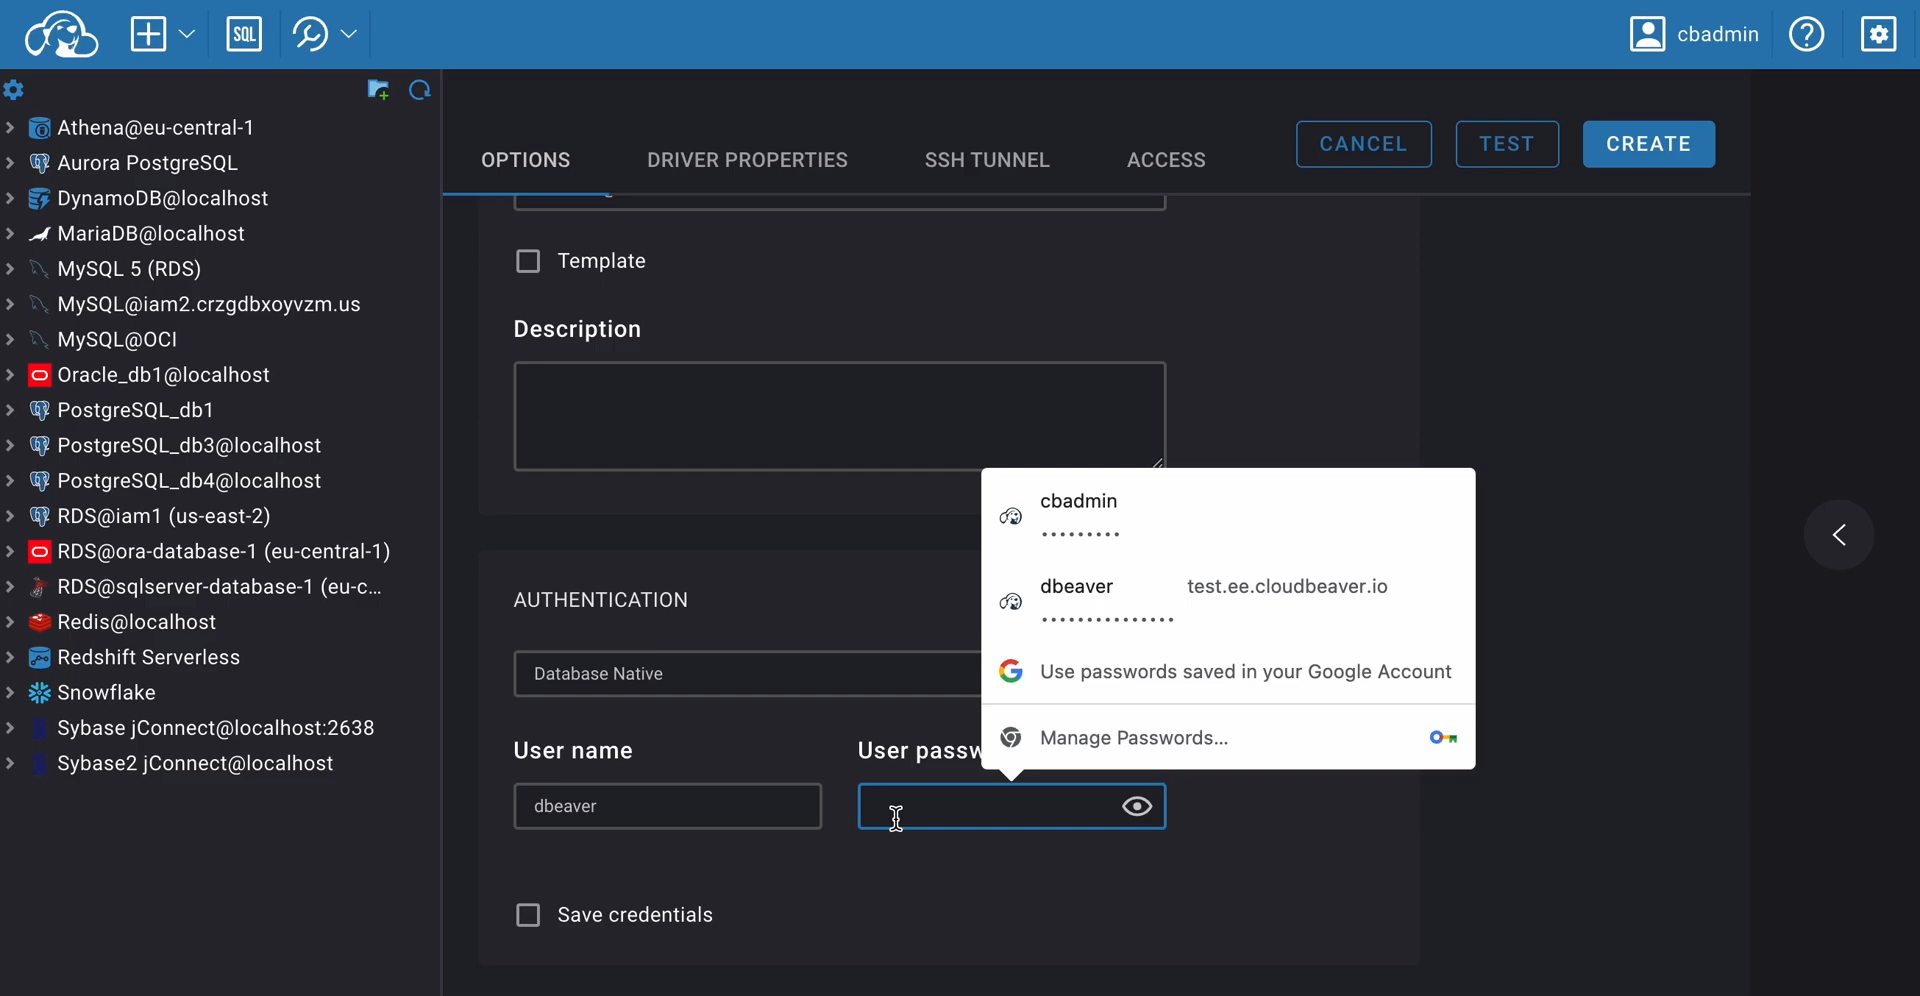 SQL
cbadmin
Athena@eu-central-1
Aurora PostgreSQL
DynamoDB@localhost
MariaDB@localhost
MySQL 5 (RDS)
MySQL@iam2.crzgdbxoyvzm.us
MySQL@OCI
Oracle_db1@localhost
PostgreSQL_db1
PostgreSQL_db3@localhost
PostgreSQL_db4@localhost
RDS@iam1 (us-east-2)
RDS@ora-database-1 (eu-central-1)
RDS@sqlserver-database-1 (eu-c...
Redis@localhost
Redshift Serverless
Snowflake
Sybase jConnect@localhost:2638
Sybase2 jConnect@localhost
OPTIONS
DRIVER PROPERTIES
SSH TUNNEL
ACCESS
CANCEL
TEST
CREATE
Template
Description
AUTHENTICATION
Database Native
User name
User passw
dbeaver
Save credentials
cbadmin
•••••••••
dbeaver test.ee.cloudbeaver.io
•••••••••••••••
Use passwords saved in your Google Account
Manage Passwords...